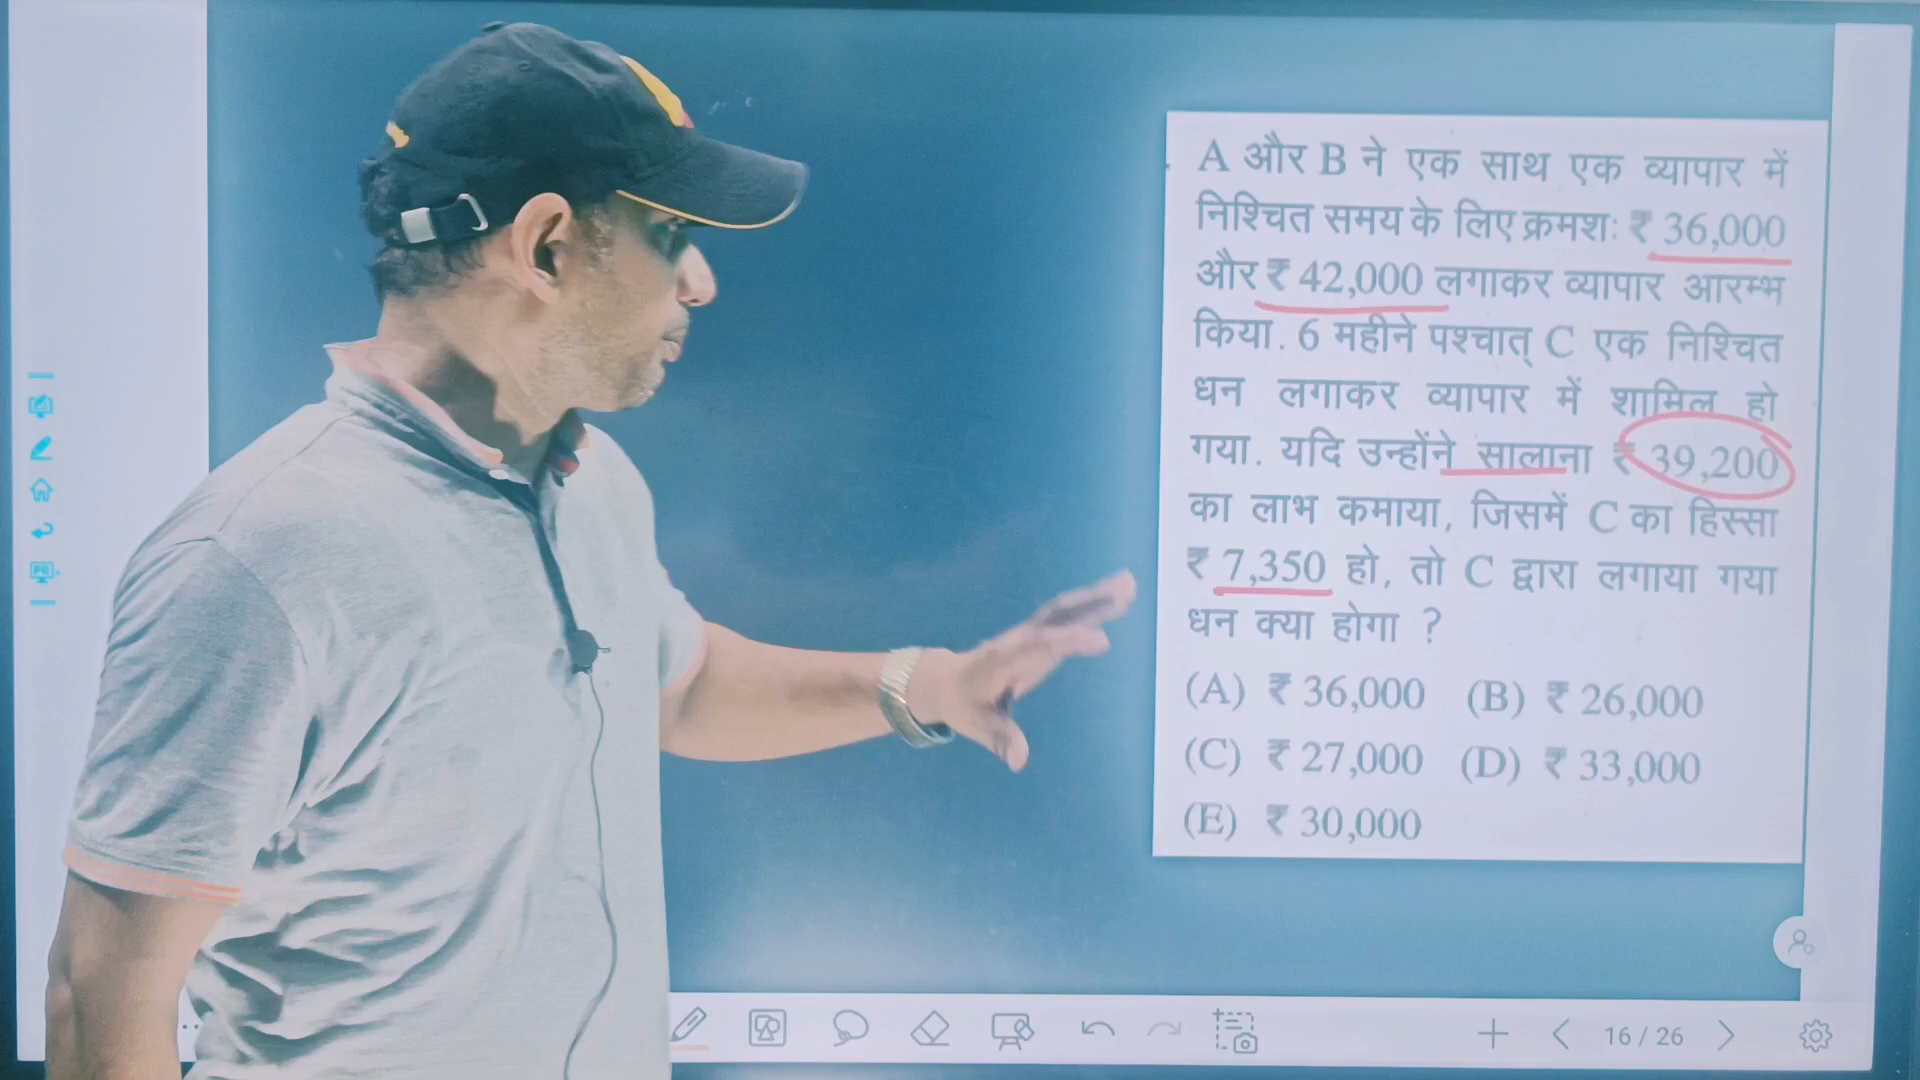 A और B ने एक साथ एक व्यापार में
निश्चित समय के लिए क्रमशः ₹ 36,000
और ₹ 42,000 लगाकर व्यापार आरम्भ
किया. 6 महीने पश्चात् C एक निश्चित
धन लगाकर व्यापार में शामिल हो
गया. यदि उन्होंने सालाना ₹ 39,200
का लाभ कमाया, जिसमें C का हिस्सा
₹ 7,350 हो, तो C द्वारा लगाया गया
धन क्या होगा ?
(A) ₹ 36,000 (B) ₹ 26,000
(C) ₹ 27,000 (D) ₹ 33,000
(E) ₹ 30,000
16 / 26